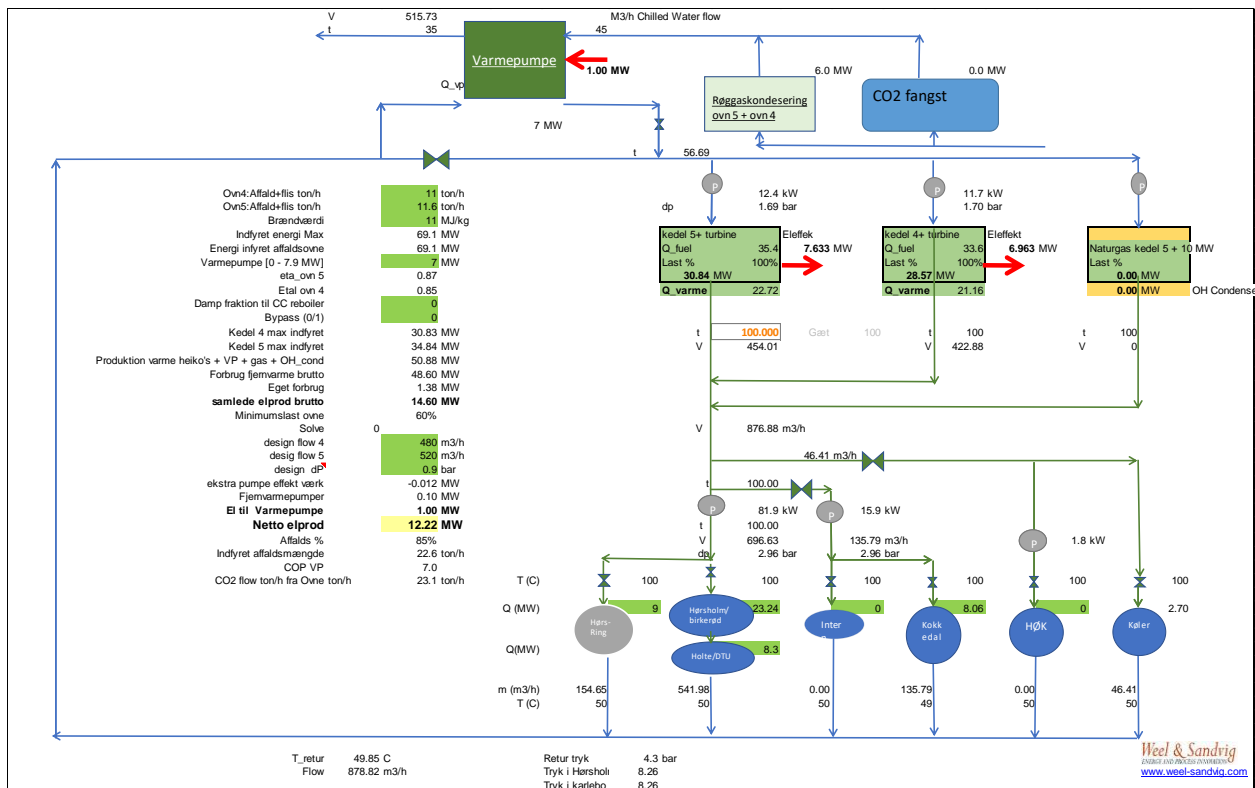 V 515.73 M3/h Chilled Water flow
t 35 45
Varmepumpe
1.00 MW
6.0 MW 0.0 MW
Q_vp
Røggaskondesering
ovn 5 + ovn 4
CO2 fangst
7 MW
t 56.69
P P P
12.4 kW 11.7 kW
dp 1.69 bar 1.70 bar
Ovn4:Affald+flis ton/h 11 ton/h
Ovn5:Affald+flis ton/h 11.6 ton/h
Brændværdi 11 MJ/kg
Indfyret energi Max 69.1 MW
Energi infyret affaldsovne 69.1 MW
Varmepumpe [0 - 7.9 MW] 7 MW
eta_ovn 5 0.87
Etal ovn 4 0.85
Damp fraktion til CC reboiler 0
Bypass (0/1) 0
Kedel 4 max indfyret 30.83 MW
Kedel 5 max indfyret 34.84 MW
Produktion varme heiko's + VP + gas + OH_cond 50.88 MW
Forbrug fjernvarme brutto 48.60 MW
Eget forbrug 1.38 MW
samlede elprod brutto 14.60 MW
Minimumslast ovne 60%
Solve 0
design flow 4 480 m3/h
desig flow 5 520 m3/h
design dP 0.9 bar
ekstra pumpe effekt værk -0.012 MW
Fjernvarmepumper 0.10 MW
El til Varmepumpe 1.00 MW
Netto elprod 12.22 MW
Affalds % 85%
Indfyret affaldsmængde 22.6 ton/h
COP VP 7.0
CO2 flow ton/h fra Ovne ton/h 23.1 ton/h
kedel 5+ turbine Eleffek
Q_fuel 35.4 7.633 MW
Last % 100%
30.84 MW
Q_varme 22.72
kedel 4+ turbine Eleffekt
Q_fuel 33.6 6.963 MW
Last % 100%
28.57 MW
Q_varme 21.16
Naturgas kedel 5 + 10 MW
Last %
0.00 MW
0.00 MW OH Condense
t 100.000 Gæt 100 t 100 t 100
V 454.01 V 422.88 V 0
V 876.88 m3/h
46.41 m3/h
t 100.00
P 81.9 kW P 15.9 kW
t 100.00
V 696.63 135.79 m3/h P 1.8 kW
dp 2.96 bar 2.96 bar
T (C) 100 100 100 100 100 100
Q (MW) 9 23.24 0 8.06 0 2.70
Hørs-
Ring
Hørsholm/
birkerød
Inter
Kokk
edal
HØK
Køler
Q(MW) Holte/DTU 8.3
m (m3/h) 154.65 541.98 0.00 135.79 0.00 46.41
T (C) 50 50 50 49 50 50
T_retur 49.85 C Retur tryk 4.3 bar
Flow 878.82 m3/h Tryk i Hørshol 8.26
Tryk i karlebo 8.26
Weel & Sandvig
ENERGY AND PROCESS INNOVATION
www.weel-sandvig.com